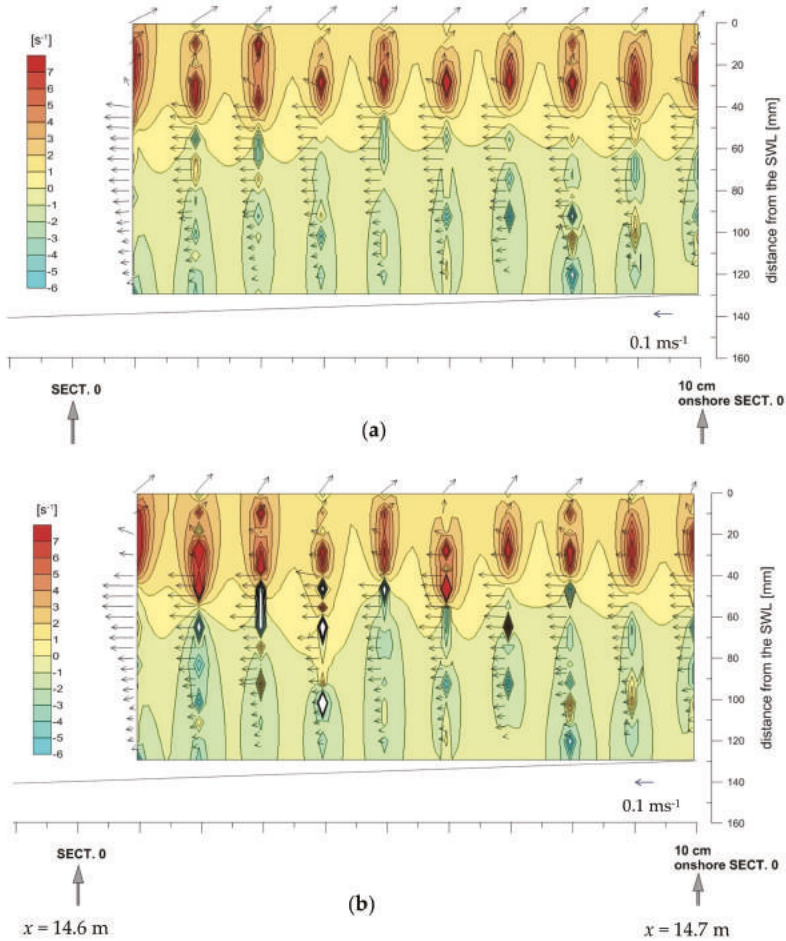 [s-1]
7
6
5
4
3
2
1
0
-1
-2
-3
-4
-5
-6
0
20
40
60
80
100
120
140
160
distance from the SWL [mm]
0.1 ms-1
SECT. 0
10 cm
onshore SECT. 0
(a)
[s-1]
7
6
5
4
3
2
1
0
-1
-2
-3
-4
-5
-6
0
20
40
60
80
100
120
140
160
distance from the SWL [mm]
0.1 ms-1
SECT. 0
10 cm
onshore SECT. 0
(b)
x = 14.6 m
x = 14.7 m